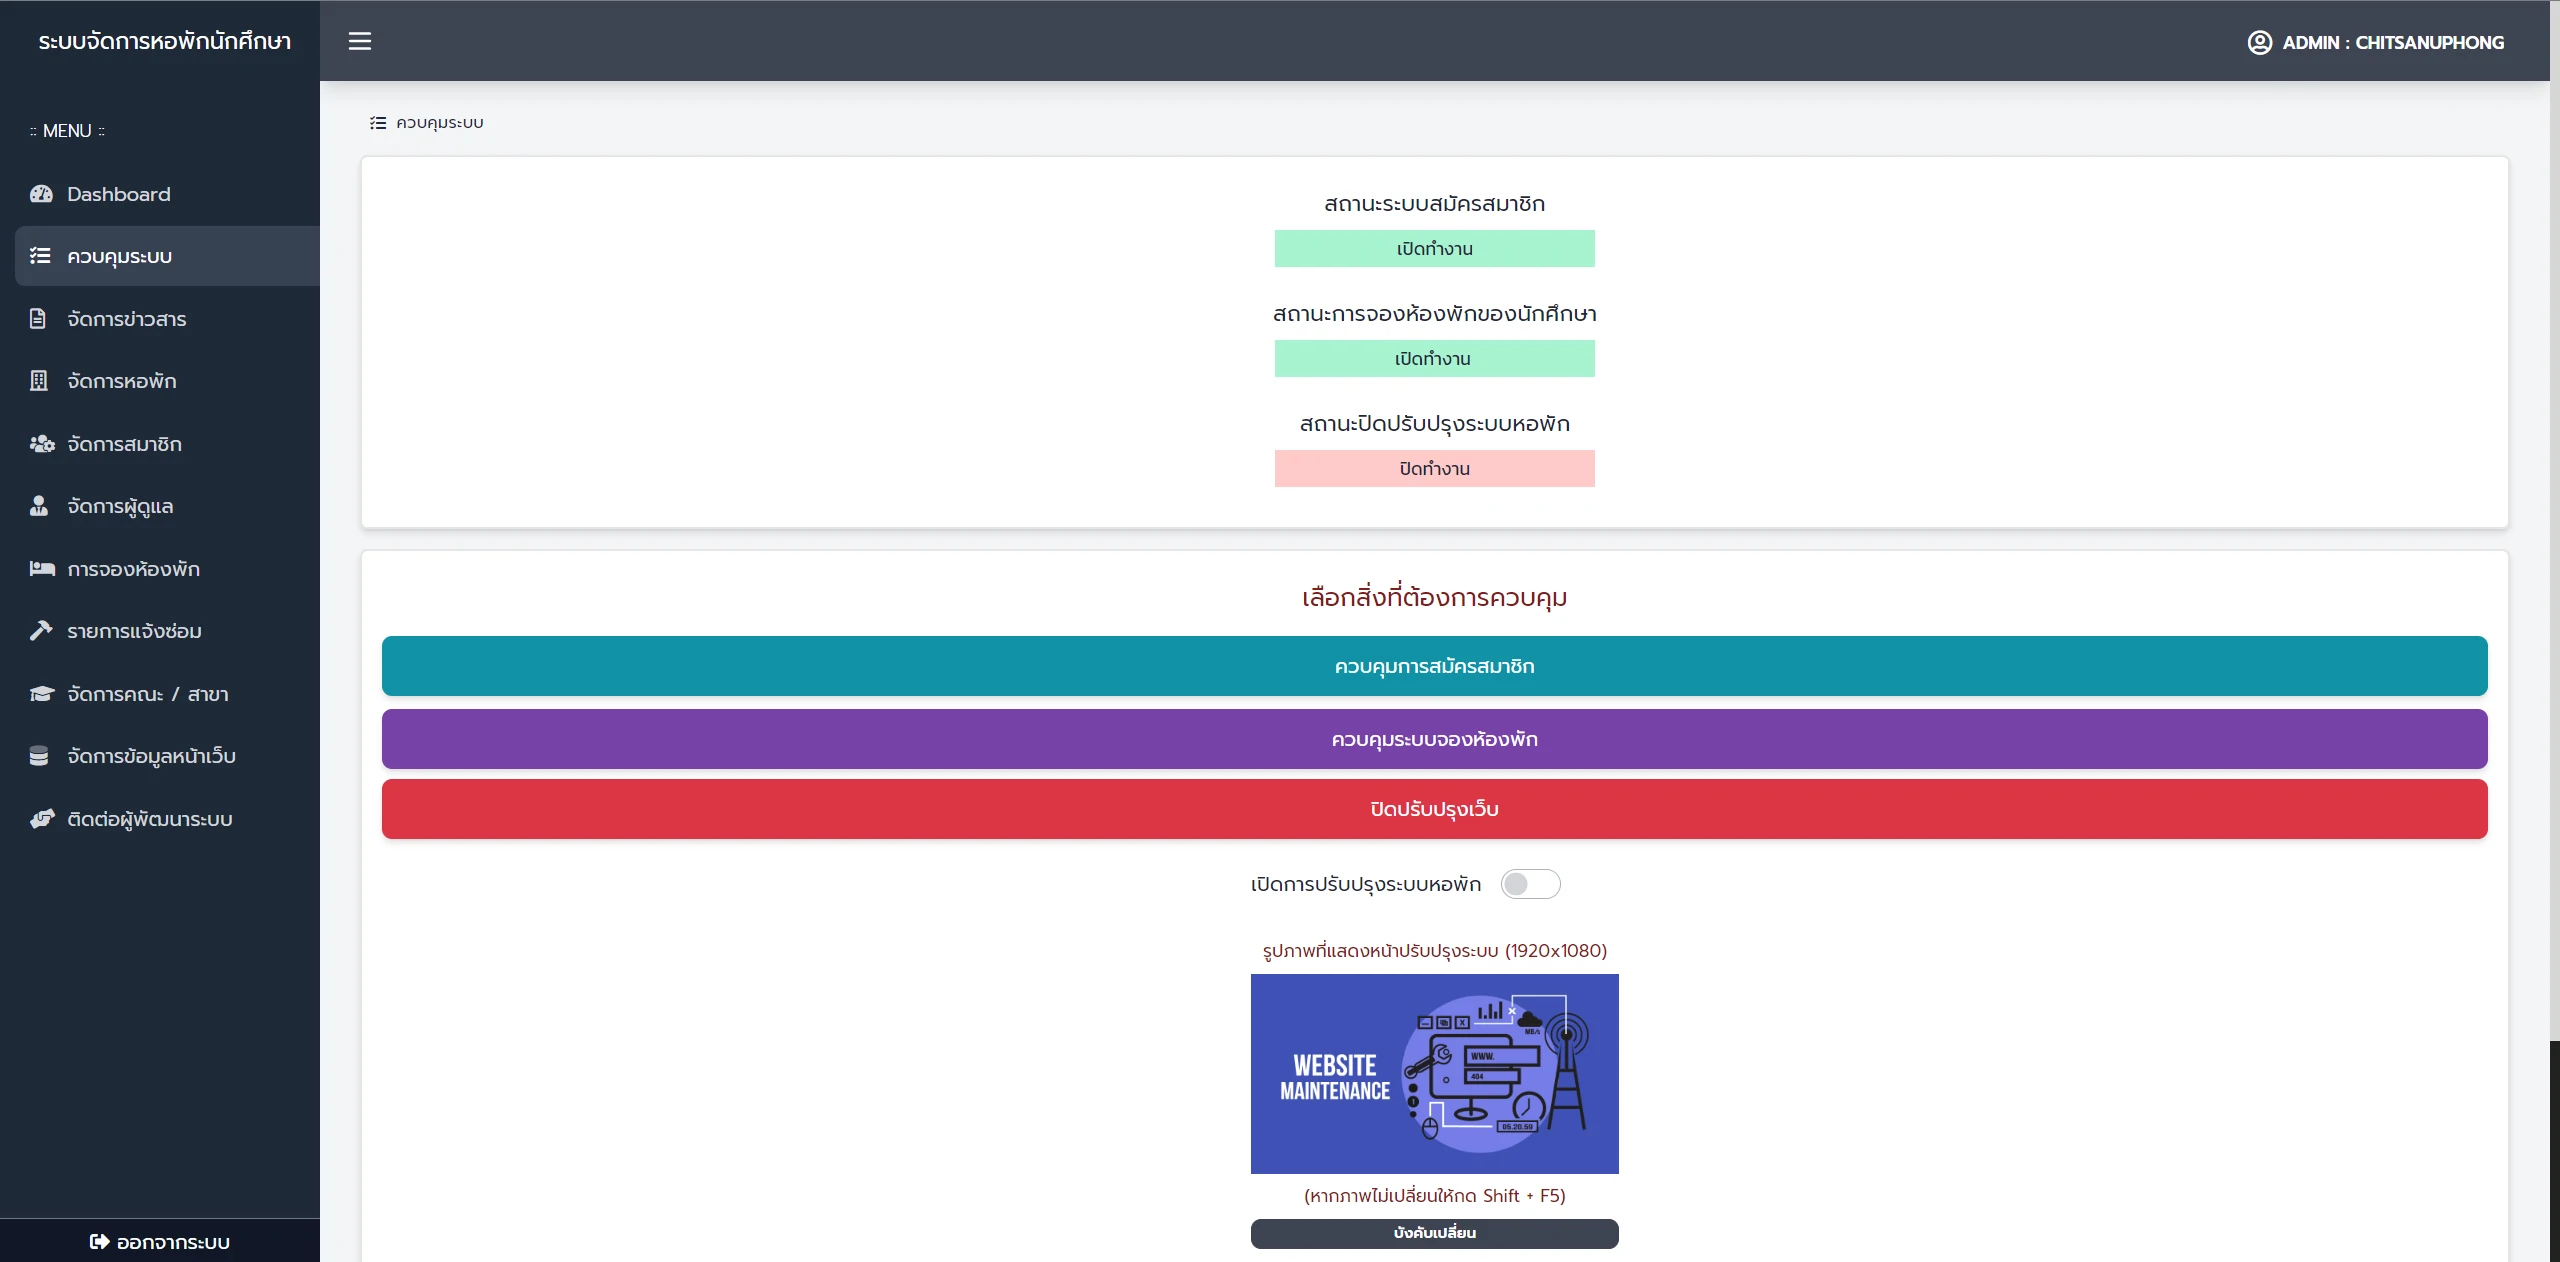 ระบบจัดการหอพักนักศึกษา
ADMIN : CHITSANUPHONG
:: MENU ::
Dashboard
ควบคุมระบบ
จัดการข่าวสาร
จัดการหอพัก
จัดการสมาชิก
จัดการผู้ดูแล
การจองห้องพัก
รายการแจ้งซ่อม
จัดการคณะ / สาขา
จัดการข้อมูลหน้าเว็บ
ติดต่อผู้พัฒนาระบบ
ออกจากระบบ
ควบคุมระบบ
สถานะระบบสมัครสมาชิก
เปิดทำงาน
สถานะการจองห้องพักของนักศึกษา
เปิดทำงาน
สถานะปิดปรับปรุงระบบหอพัก
ปิดทำงาน
เลือกสิ่งที่ต้องการควบคุม
ควบคุมการสมัครสมาชิก
ควบคุมระบบจองห้องพัก
ปิดปรับปรุงเว็บ
เปิดการปรับปรุงระบบหอพัก
รูปภาพที่แสดงหน้าปรับปรุงระบบ (1920x1080)
WEBSITE
MAINTENANCE
MB/s
WWW.
404
05.20.59
(หากภาพไม่เปลี่ยนให้กด Shift + F5)
บังคับเปลี่ยน